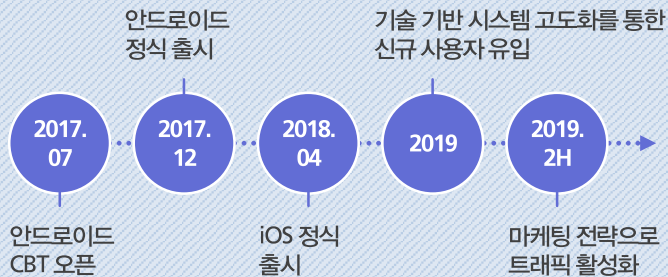 안드로이드
정식 출시
기술 기반 시스템 고도화를 통한
신규 사용자 유입
2017.
07
2017.
12
2018.
04
2019
2019.
2H
안드로이드
CBT 오픈
iOS 정식
출시
마케팅 전략으로
트래픽 활성화